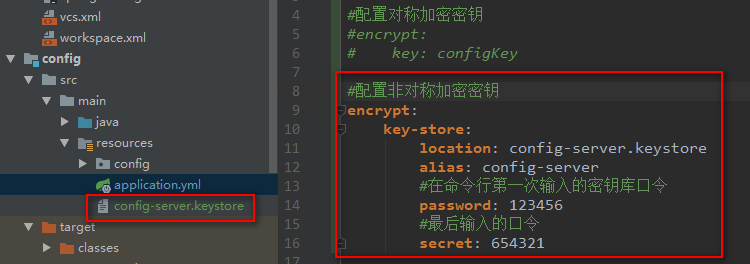 vcs.xml
workspace.xml
config
src
main
java
resources
config
application.yml
config-server.keystore
target
classes
4 #配置对称加密密钥
5 #encrypt:
6 #    key: configKey
7
8 #配置非对称加密密钥
9 encrypt:
10     key-store:
11         location: config-server.keystore
12         alias: config-server
13         #在命令行第一次输入的密钥库口令
14         password: 123456
15         #最后输入的口令
16         secret: 654321